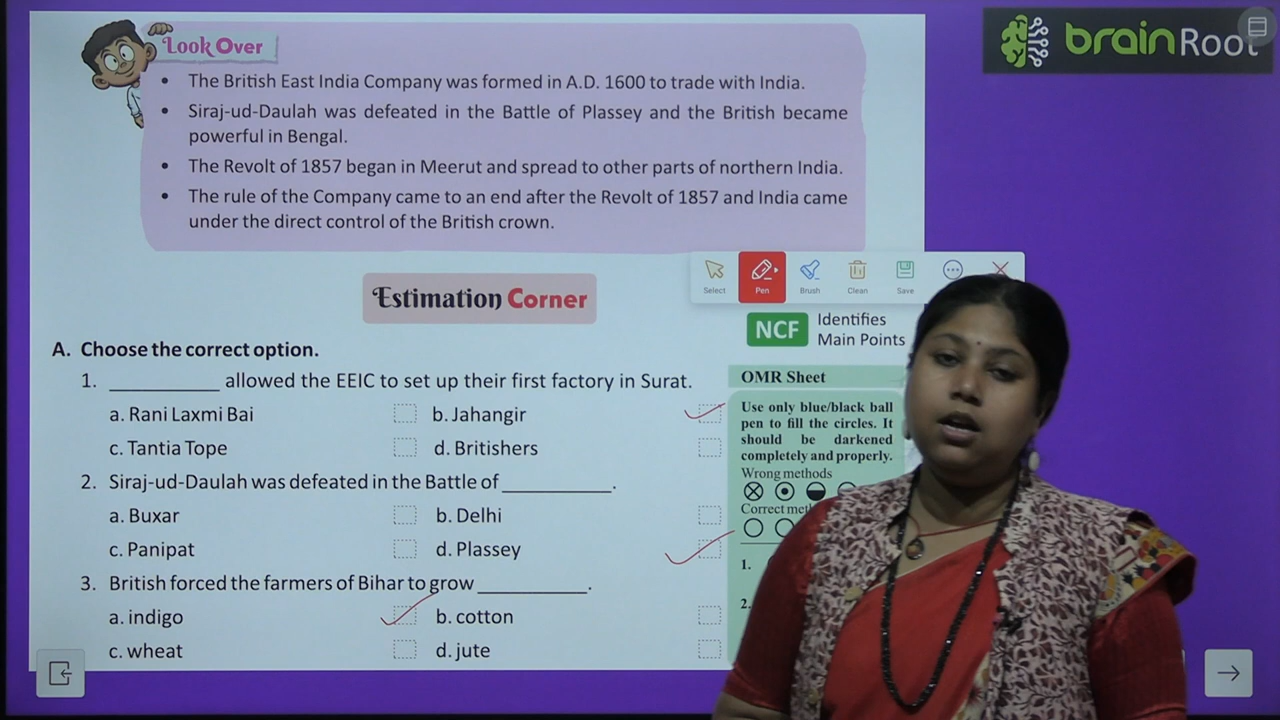 brainRoot
Look Over
• The British East India Company was formed in A.D. 1600 to trade with India.
• Siraj-ud-Daulah was defeated in the Battle of Plassey and the British became
powerful in Bengal.
• The Revolt of 1857 began in Meerut and spread to other parts of northern India.
• The rule of the Company came to an end after the Revolt of 1857 and India came
under the direct control of the British crown.
Select Pen Brush Clean Save
Estimation Corner
NCF Identifies
Main Points
A. Choose the correct option.
1. __________ allowed the EEIC to set up their first factory in Surat.
a. Rani Laxmi Bai b. Jahangir
c. Tantia Tope d. Britishers
2. Siraj-ud-Daulah was defeated in the Battle of __________.
a. Buxar b. Delhi
c. Panipat d. Plassey
3. British forced the farmers of Bihar to grow __________.
a. indigo b. cotton
c. wheat d. jute
OMR Sheet
Use only blue/black ball
pen to fill the circles. It
should be darkened
completely and properly.
Wrong methods
Correct
1.
2.